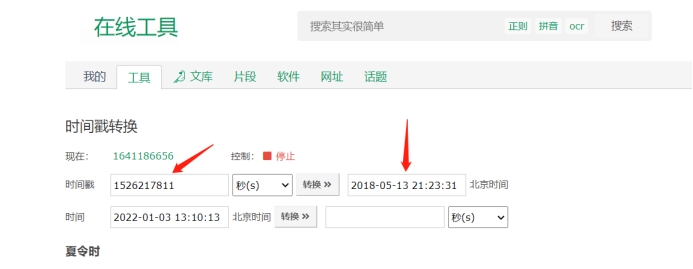 在线工具
搜索其实很简单 正则 拼音 ocr 搜索
我的 工具 文库 片段 软件 网址 话题
时间戳转换
现在: 1641186656 控制: 停止
时间戳 1526217811 秒(s) 转换 » 2018-05-13 21:23:31 北京时间
时间 2022-01-03 13:10:13 北京时间 转换 » 秒(s)
夏令时